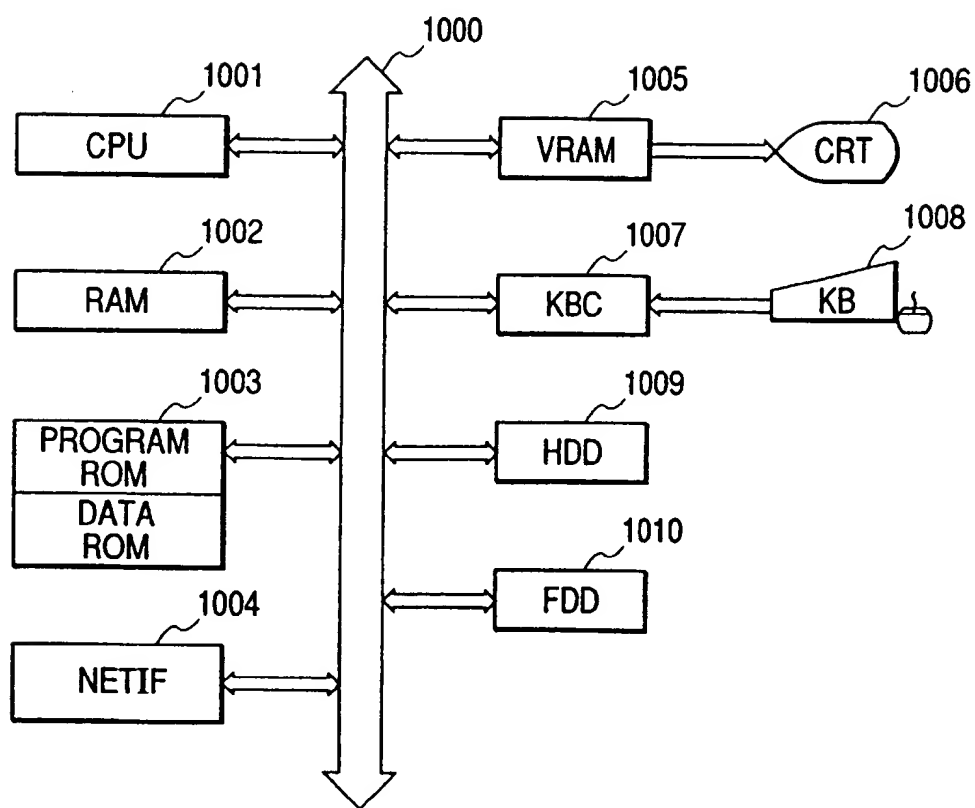 1000
1001
CPU
1005
VRAM
1006
CRT
1002
RAM
1007
KBC
1008
KB
1003
PROGRAM
ROM
DATA
ROM
1009
HDD
1010
FDD
1004
NETIF